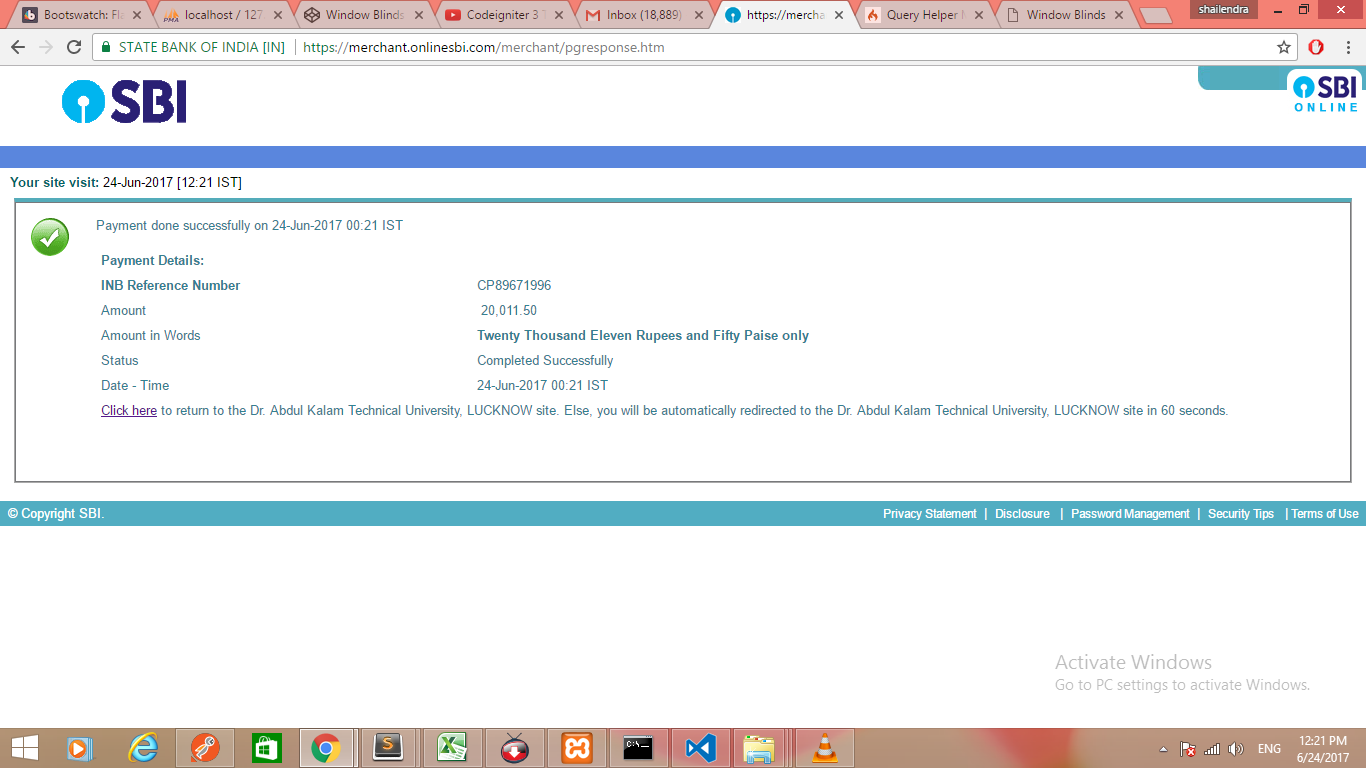 Bootswatch: Fl
localhost / 127
Window Blinds
Codeigniter 3 T
Inbox (18,889)
https://mercha
Query Helper
Window Blinds
shailendra
STATE BANK OF INDIA [IN]
https://merchant.onlinesbi.com/merchant/pgresponse.htm
SBI
SBI
ONLINE
Your site visit: 24-Jun-2017 [12:21 IST]
Payment done successfully on 24-Jun-2017 00:21 IST
Payment Details:
INB Reference Number CP89671996
Amount 20,011.50
Amount in Words Twenty Thousand Eleven Rupees and Fifty Paise only
Status Completed Successfully
Date - Time 24-Jun-2017 00:21 IST
Click here to return to the Dr. Abdul Kalam Technical University, LUCKNOW site. Else, you will be automatically redirected to the Dr. Abdul Kalam Technical University, LUCKNOW site in 60 seconds.
© Copyright SBI.
Privacy Statement | Disclosure | Password Management | Security Tips | Terms of Use
Activate Windows
Go to PC settings to activate Windows.
ENG
12:21 PM
6/24/2017